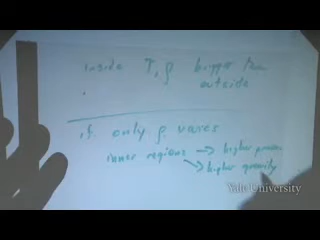 inside T, ρ bigger than
outside
if only ρ varies
inner regions → higher pressure
↘ higher gravity
Yale University